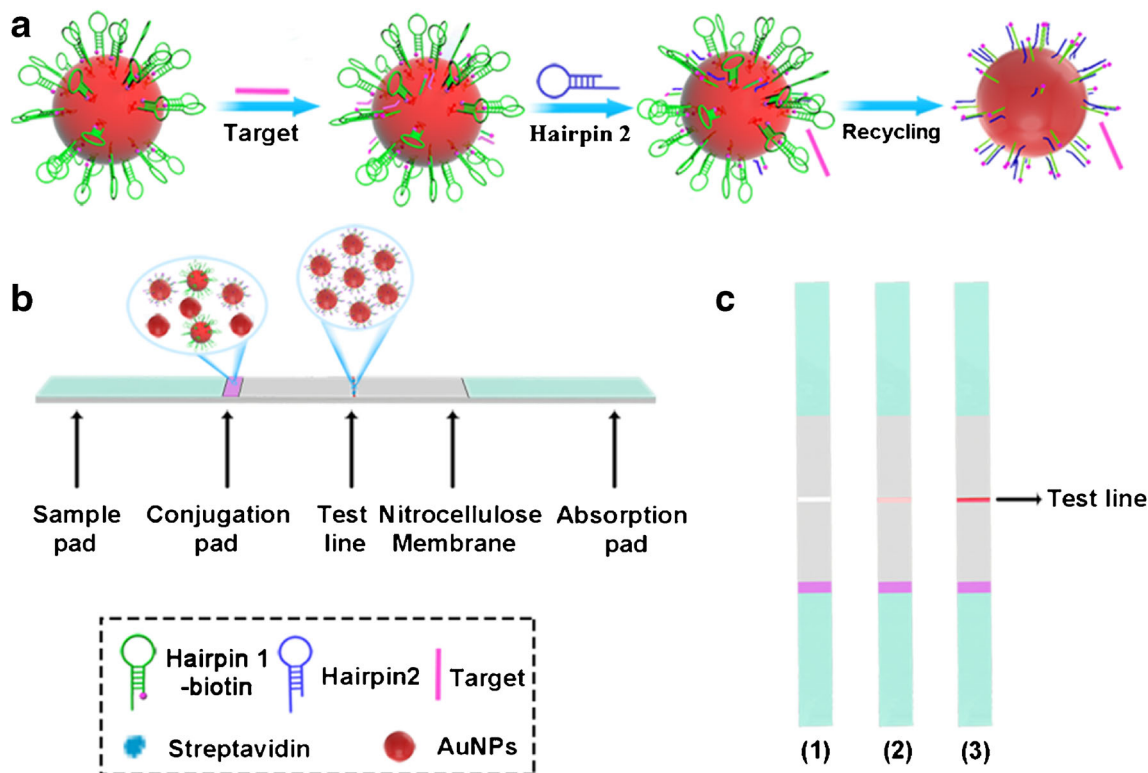 a
Target
Hairpin 2
Recycling
b
Sample
pad
Conjugation
pad
Test
line
Nitrocellulose
Membrane
Absorption
pad
c
Test line
(1)
(2)
(3)
Hairpin 1
-biotin
Hairpin2
Target
Streptavidin
AuNPs